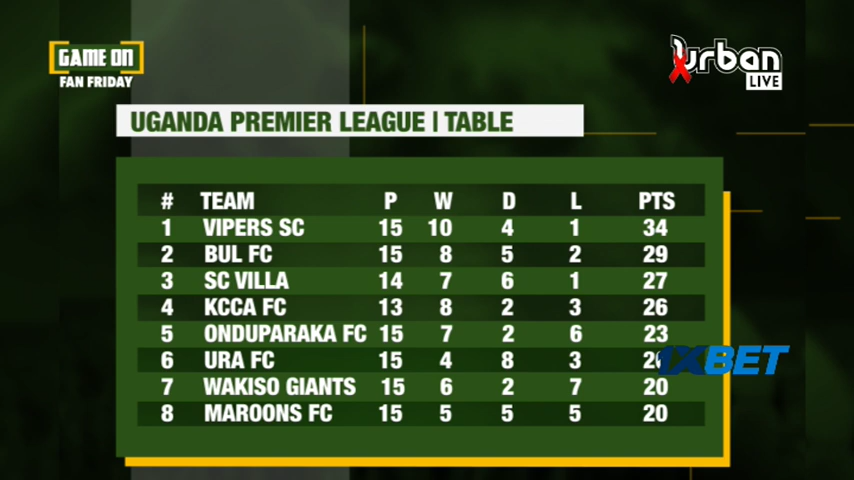 GAME ON
FAN FRIDAY
urban
LIVE
UGANDA PREMIER LEAGUE | TABLE
# TEAM P W D L PTS
1 VIPERS SC 15 10 4 1 34
2 BUL FC 15 8 5 2 29
3 SC VILLA 14 7 6 1 27
4 KCCA FC 13 8 2 3 26
5 ONDUPARAKA FC 15 7 2 6 23
6 URA FC 15 4 8 3
1XBET
7 WAKISO GIANTS 15 6 2 7 20
8 MAROONS FC 15 5 5 5 20